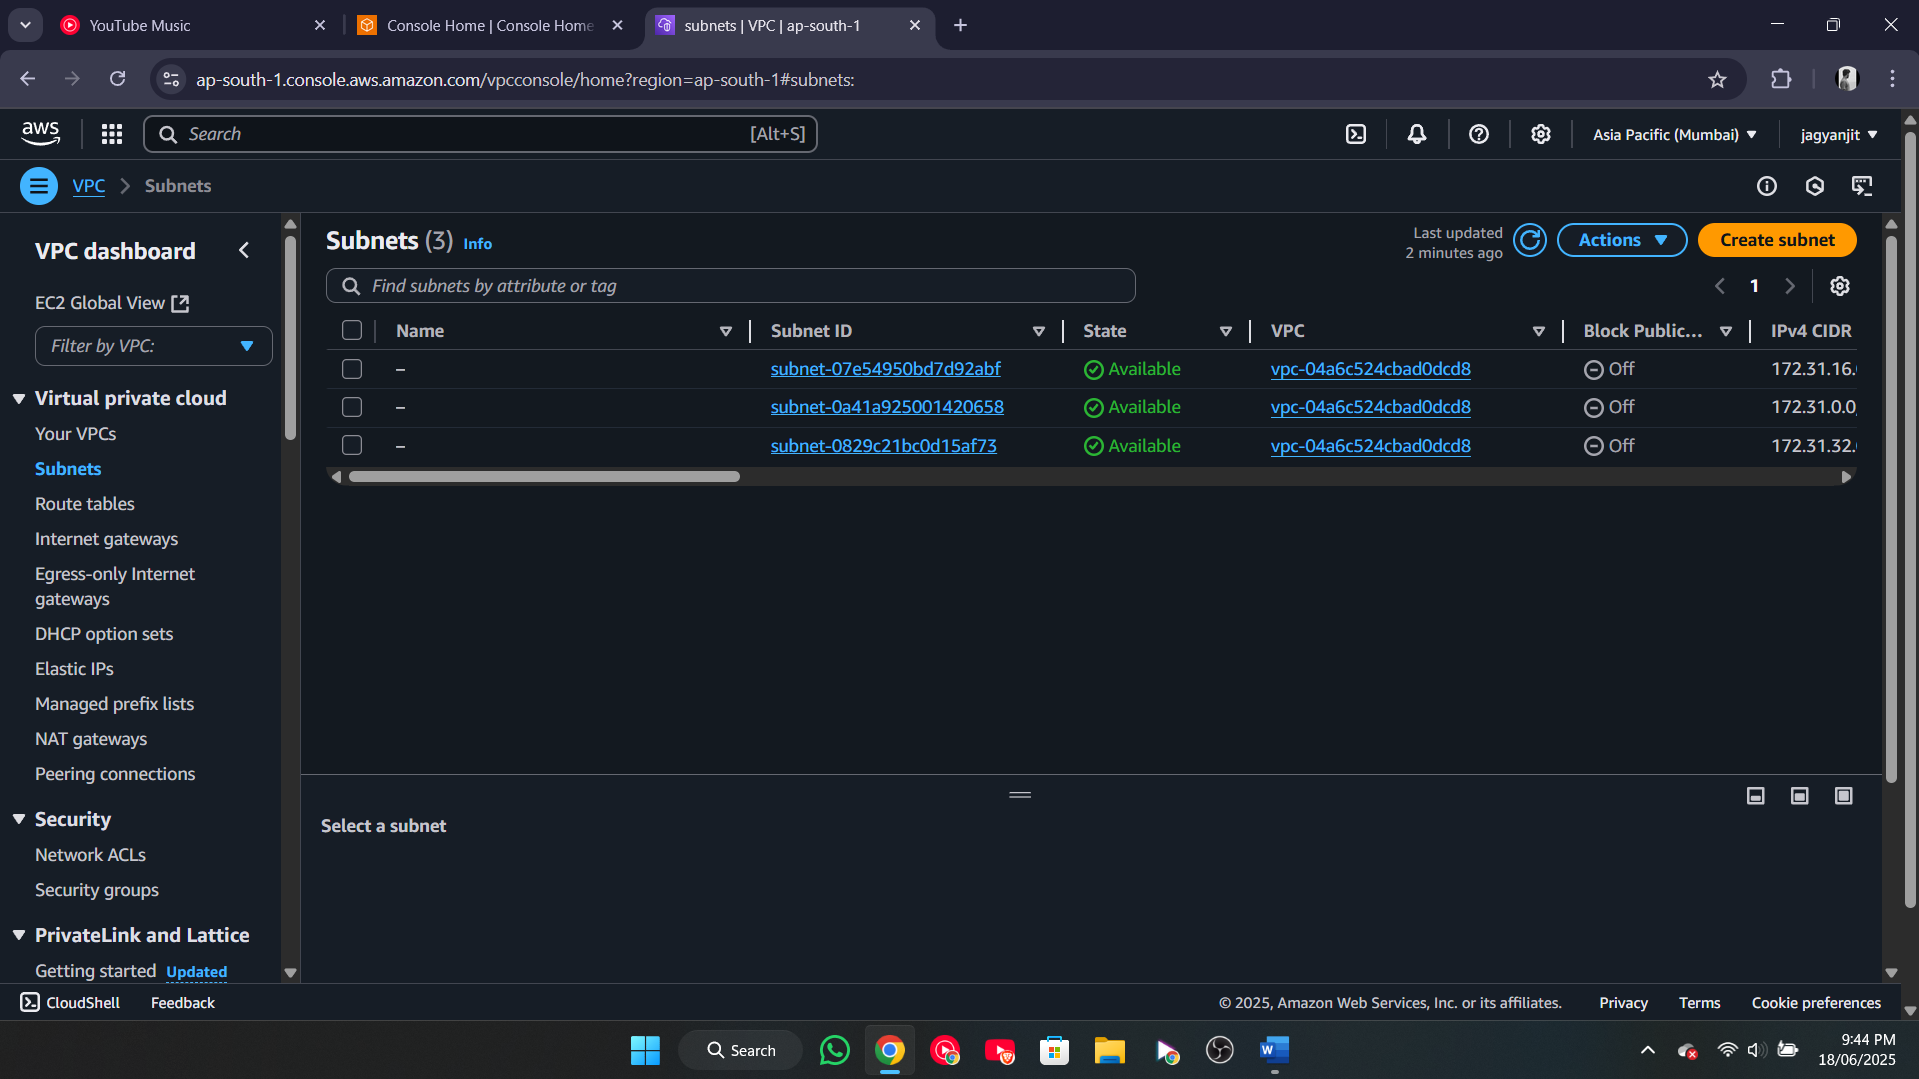 YouTube Music
Console Home | Console Home
subnets | VPC | ap-south-1
ap-south-1.console.aws.amazon.com/vpcconsole/home?region=ap-south-1#subnets:
aws
Search
[Alt+S]
Asia Pacific (Mumbai)
jagyanjit
VPC
Subnets
VPC dashboard
EC2 Global View
Filter by VPC:
Virtual private cloud
Your VPCs
Subnets
Route tables
Internet gateways
Egress-only Internet
gateways
DHCP option sets
Elastic IPs
Managed prefix lists
NAT gateways
Peering connections
Security
Network ACLs
Security groups
PrivateLink and Lattice
Getting started Updated
Subnets (3) Info
Last updated
2 minutes ago
Actions
Create subnet
Find subnets by attribute or tag
1
Name Subnet ID State VPC Block Public... IPv4 CIDR
– subnet-07e54950bd7d92abf Available vpc-04a6c524cbad0dcd8 Off 172.31.16.
– subnet-0a41a925001420658 Available vpc-04a6c524cbad0dcd8 Off 172.31.0.0
– subnet-0829c21bc0d15af73 Available vpc-04a6c524cbad0dcd8 Off 172.31.32.
Select a subnet
CloudShell Feedback © 2025, Amazon Web Services, Inc. or its affiliates. Privacy Terms Cookie preferences
Search
9:44 PM
18/06/2025